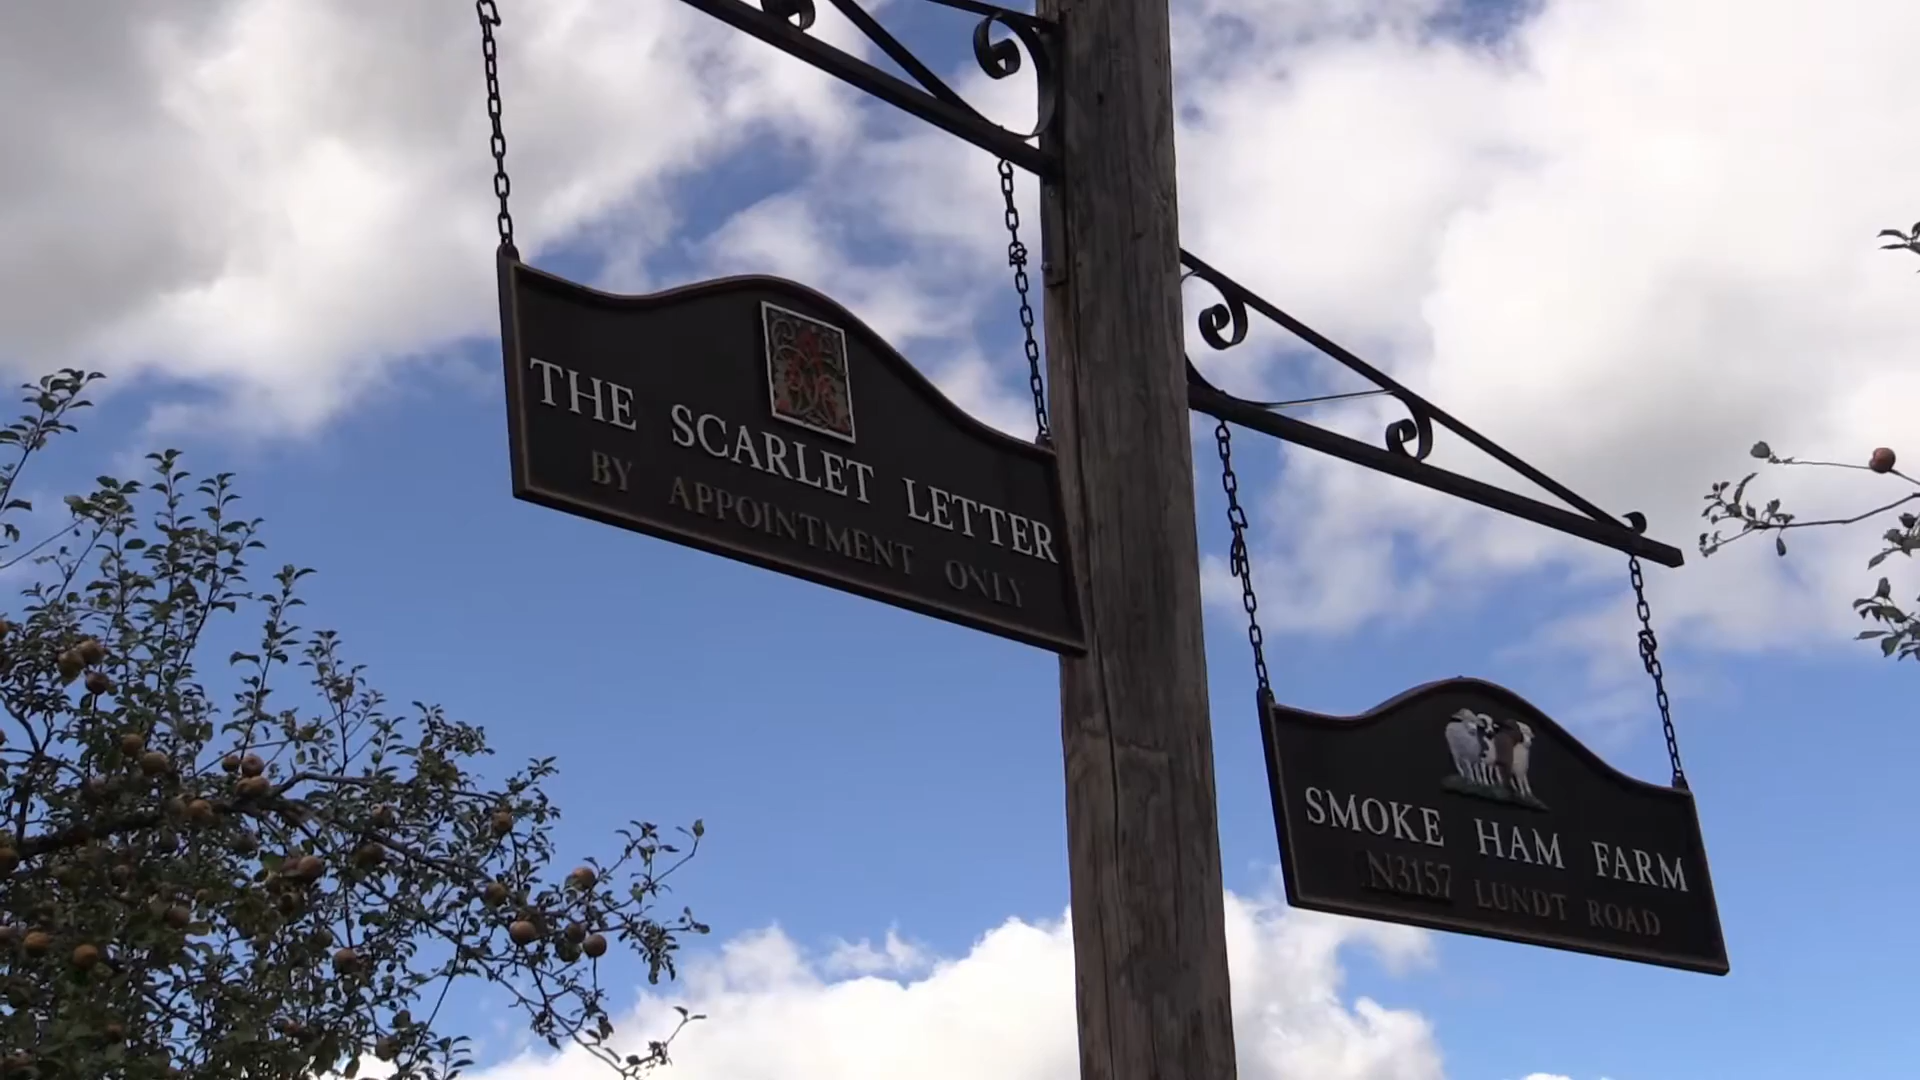 THE SCARLET LETTER
BY APPOINTMENT ONLY
SMOKE HAM FARM
N3157 LUNDT ROAD